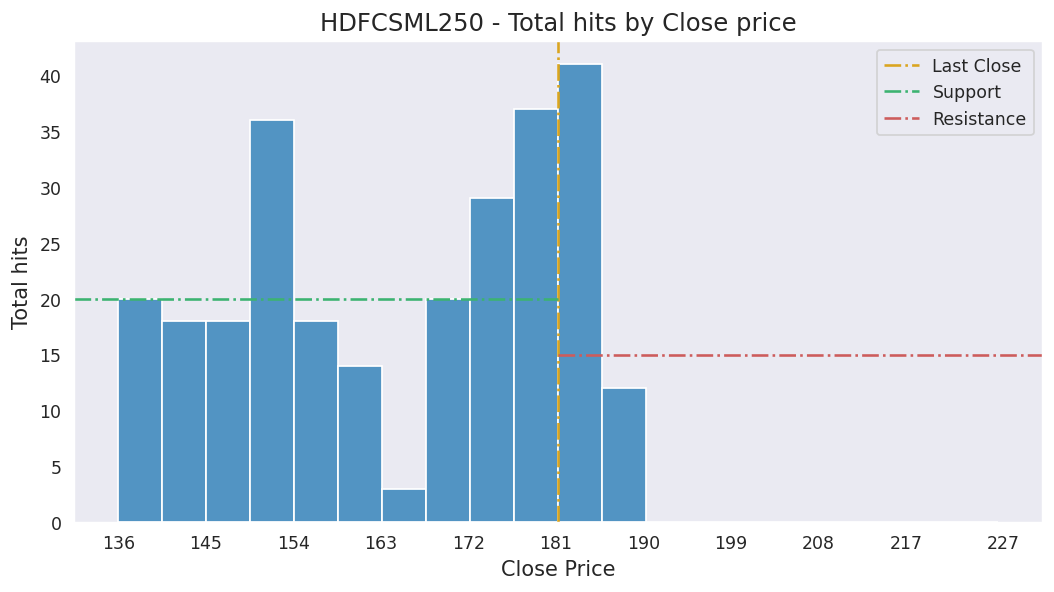 HDFCSML250 - Total hits by Close price
Last Close
Support
Resistance
Total hits
40
35
30
25
20
15
10
5
0
136 145 154 163 172 181 190 199 208 217 227
Close Price